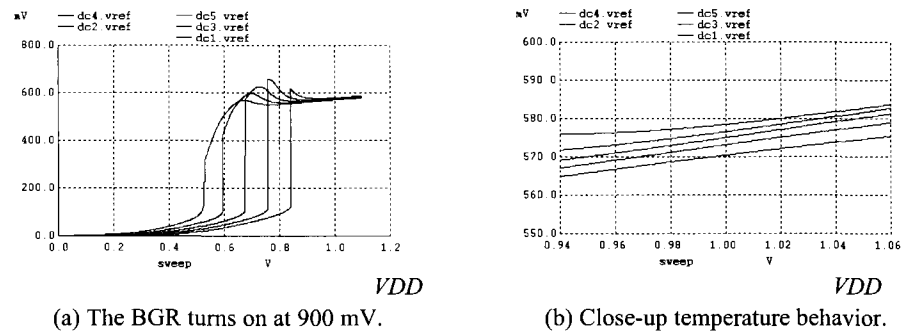 mV
dc4.vref dc5.vref
dc2.vref dc3.vref
dc1.vref
800.0
600.0
400.0
200.0
0.0
0.0 0.2 0.4 0.6 0.8 1.0 1.2
sweep V
VDD
(a) The BGR turns on at 900 mV.
mV
dc4.vref dc5.vref
dc2 vref dc3.vref
dc1.vref
600.0
590.0
580.0
570.0
560.0
550.0
0.94 0.96 0.98 1.00 1.02 1.04 1.06
sweep V
VDD
(b) Close-up temperature behavior.